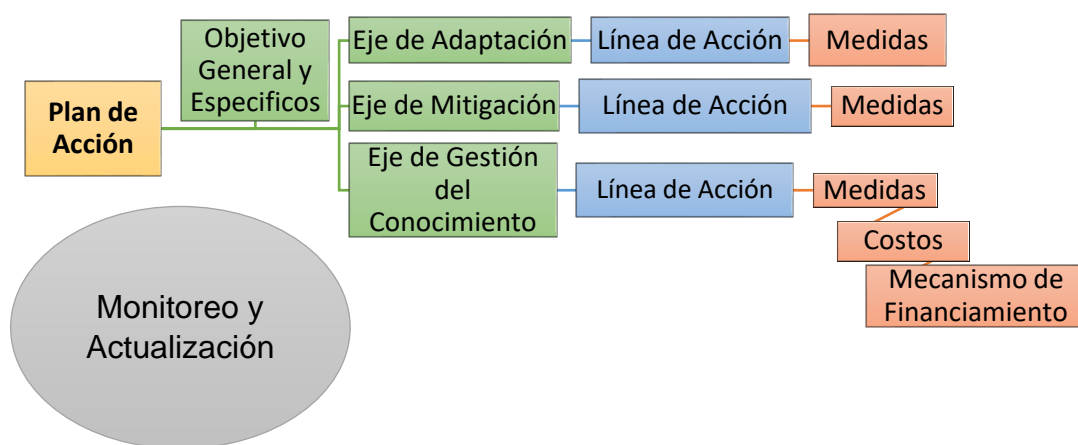 Plan de
Acción
Objetivo
General y
Especificos
Eje de Adaptación
Línea de Acción
Medidas
Eje de Mitigación
Línea de Acción
Medidas
Eje de Gestión
del
Conocimiento
Línea de Acción
Medidas
Costos
Mecanismo de
Financiamiento
Monitoreo y
Actualización